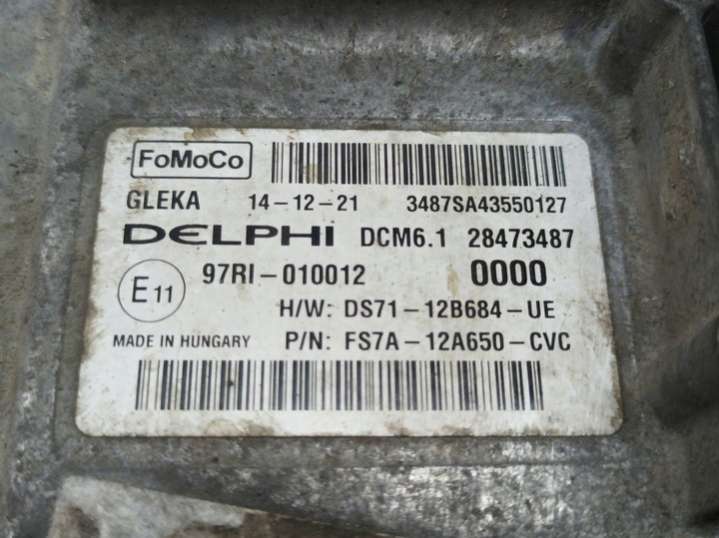 FoMoCo
GLEKA 14-12-21 3487SA43550127
DELPHI DCM6.1 28473487
E11 97RI-010012 0000
H/W: DS71-12B684-UE
MADE IN HUNGARY P/N: FS7A-12A650-CVC